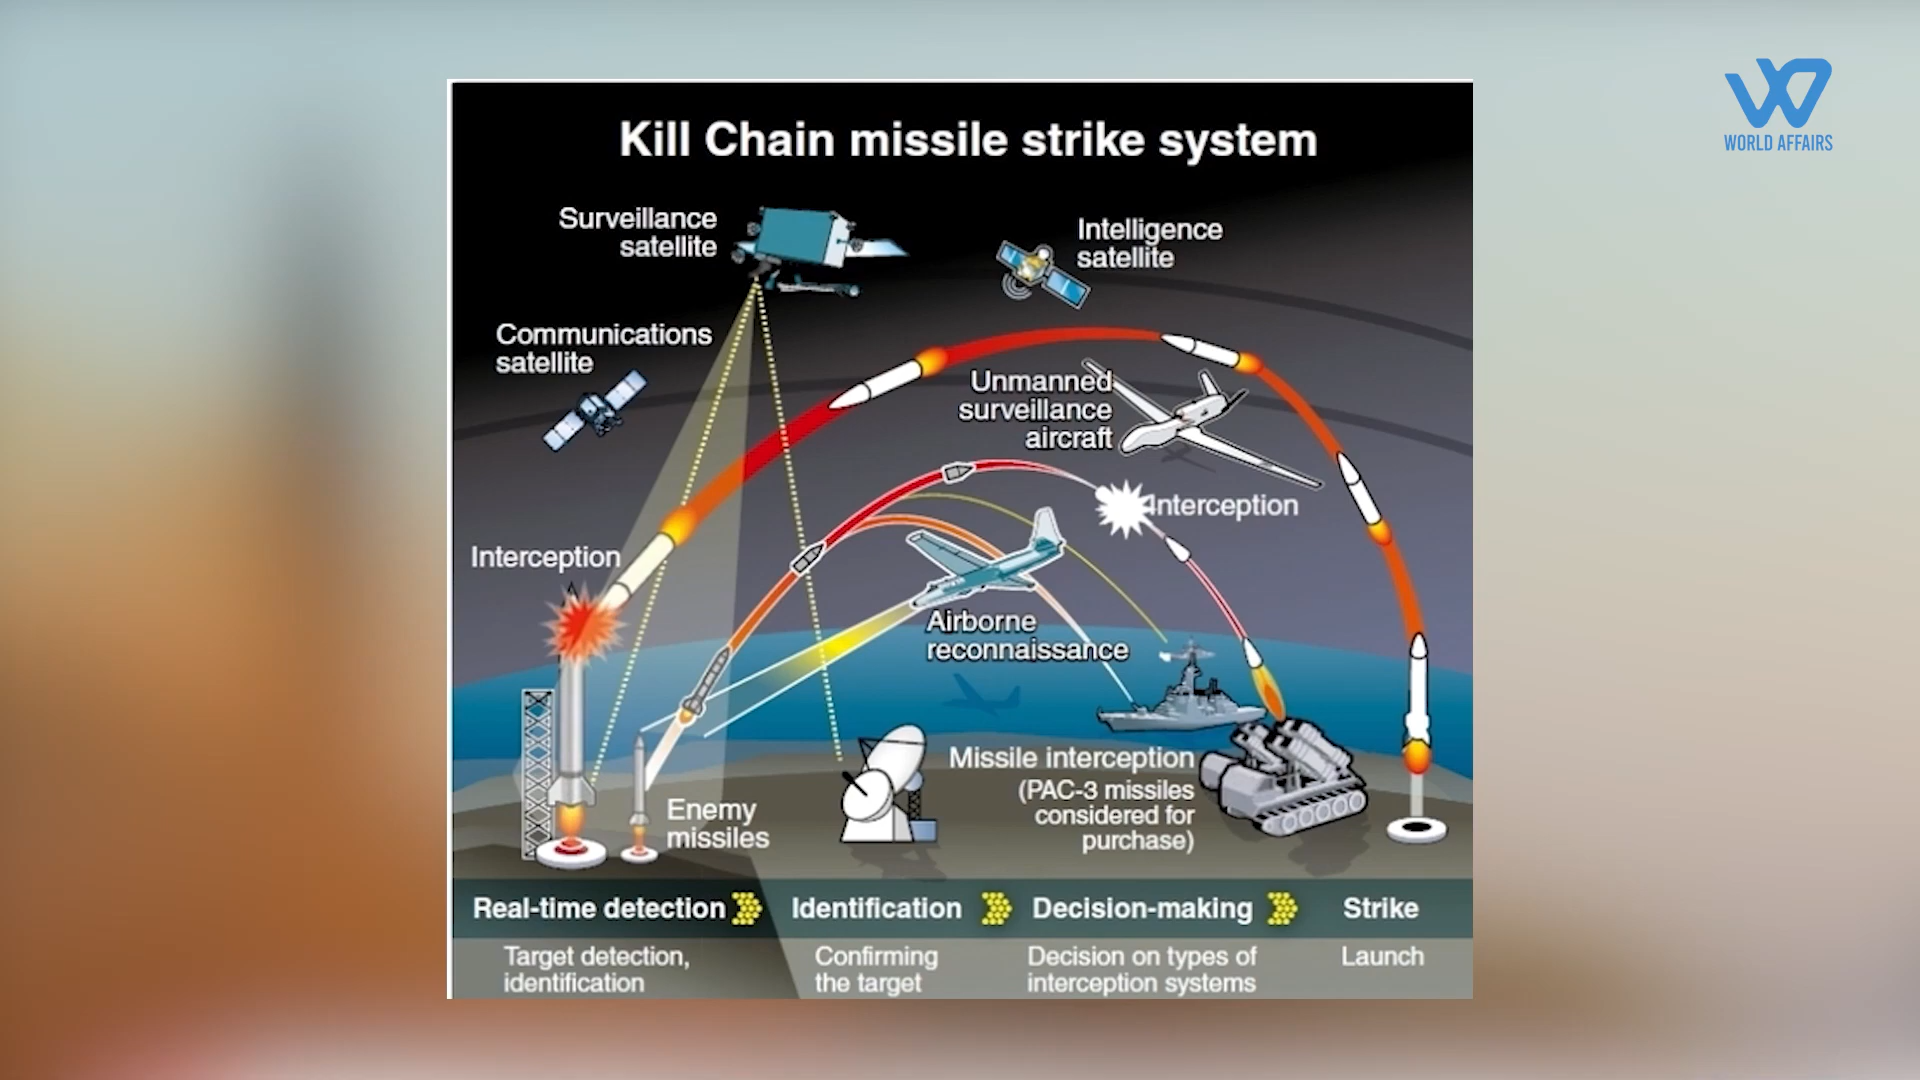 WORLD AFFAIRS
Kill Chain missile strike system
Surveillance
satellite
Intelligence
satellite
Communications
satellite
Unmanned
surveillance
aircraft
Interception
Interception
Airborne
reconnaissance
Missile interception
(PAC-3 missiles
considered for
purchase)
Enemy
missiles
Real-time detection
Identification
Decision-making
Strike
Target detection,
identification
Confirming
the target
Decision on types of
interception systems
Launch